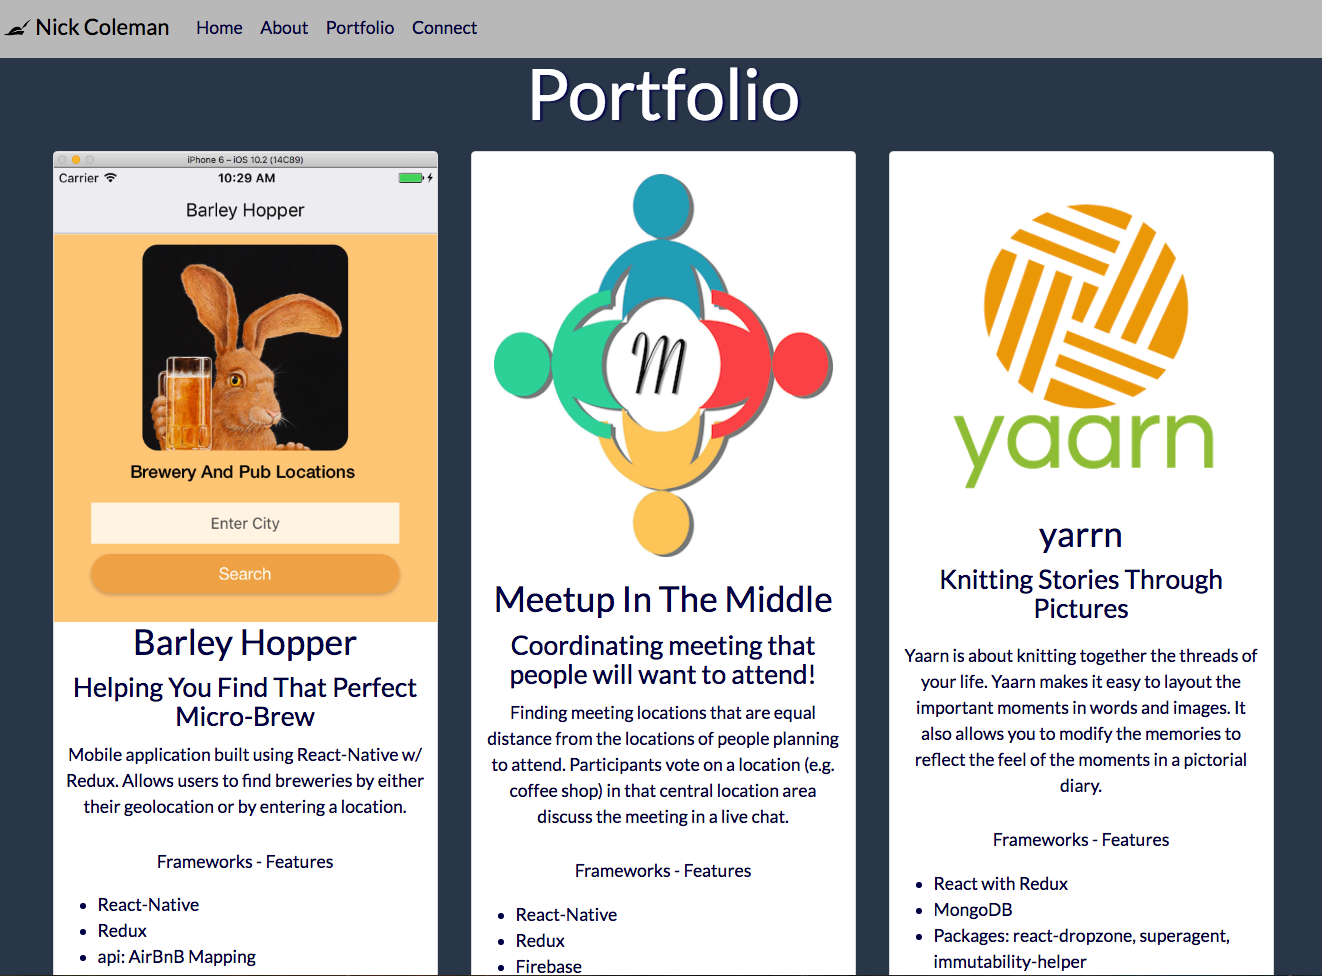 Nick Coleman Home About Portfolio Connect
Portfolio
iPhone 6 – iOS 10.2 (14C89)
Carrier 10:29 AM
Barley Hopper
Brewery And Pub Locations
Enter City
Search
Barley Hopper
Helping You Find That Perfect
Micro-Brew
Mobile application built using React-Native w/
Redux. Allows users to find breweries by either
their geolocation or by entering a location.
Frameworks - Features
• React-Native
• Redux
• api: AirBnB Mapping
M
Meetup In The Middle
Coordinating meeting that
people will want to attend!
Finding meeting locations that are equal
distance from the locations of people planning
to attend. Participants vote on a location (e.g.
coffee shop) in that central location area
discuss the meeting in a live chat.
Frameworks - Features
• React-Native
• Redux
• Firebase
yaarn
yarrn
Knitting Stories Through
Pictures
Yaarn is about knitting together the threads of
your life. Yaarn makes it easy to layout the
important moments in words and images. It
also allows you to modify the memories to
reflect the feel of the moments in a pictorial
diary.
Frameworks - Features
• React with Redux
• MongoDB
• Packages: react-dropzone, superagent,
immutability-helper